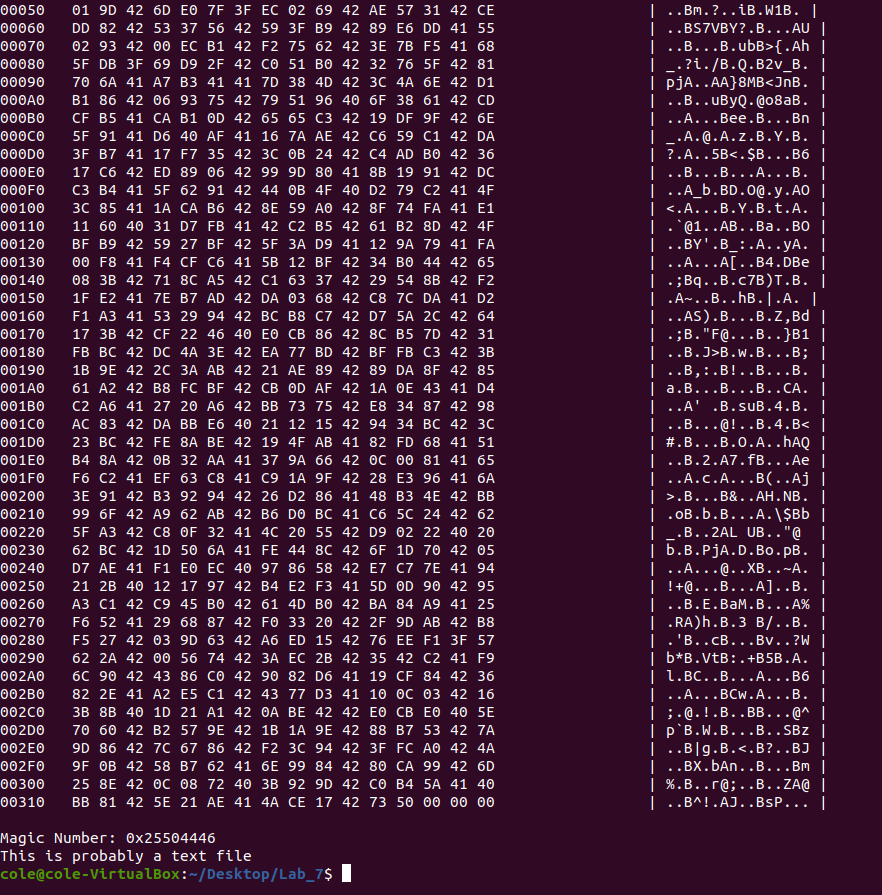 00050 01 9D 42 6D E0 7F 3F EC 02 69 42 AE 57 31 42 CE | ..Bm.?..iB.W1B. |
00060 DD 82 42 53 37 56 42 59 3F B9 42 89 E6 DD 41 55 | ..BS7VBY?.B...AU |
00070 02 93 42 00 EC B1 42 F2 75 62 42 3E 7B F5 41 68 | ..B...B.ubB>{.Ah |
00080 5F DB 3F 69 D9 2F 42 C0 51 B0 42 32 76 5F 42 81 | _.?i./B.Q.B2v_B. |
00090 70 6A 41 A7 B3 41 41 7D 38 4D 42 3C 4A 6E 42 D1 | pjA..AA}8MB<JnB. |
000A0 B1 86 42 06 93 75 42 79 51 96 40 6F 38 61 42 CD | ..B..uByQ.@o8aB. |
000B0 CF B5 41 CA B1 0D 42 65 65 C3 42 19 DF 9F 42 6E | ..A...Bee.B...Bn |
000C0 5F 91 41 D6 40 AF 41 16 7A AE 42 C6 59 C1 42 DA | _.A.@.A.z.B.Y.B. |
000D0 3F B7 41 17 F7 35 42 3C 0B 24 42 C4 AD B0 42 36 | ?.A..5B<.$B...B6 |
000E0 17 C6 42 ED 89 06 42 99 9D 80 41 8B 19 91 42 DC | ..B...B...A...B. |
000F0 C3 B4 41 5F 62 91 42 44 0B 4F 40 D2 79 C2 41 4F | ..A_b.BD.O@.y.AO |
00100 3C 85 41 1A CA B6 42 8E 59 A0 42 8F 74 FA 41 E1 | <.A...B.Y.B.t.A. |
00110 11 60 40 31 D7 FB 41 42 C2 B5 42 61 B2 8D 42 4F | .`@1..AB..Ba..BO |
00120 BF B9 42 59 27 BF 42 5F 3A D9 41 12 9A 79 41 FA | ..BY'.B_:.A..yA. |
00130 00 F8 41 F4 CF C6 41 5B 12 BF 42 34 B0 44 42 65 | ..A...A[..B4.DBe |
00140 08 3B 42 71 8C A5 42 C1 63 37 42 29 54 8B 42 F2 | .;Bq..B.c7B)T.B. |
00150 1F E2 41 7E B7 AD 42 DA 03 68 42 C8 7C DA 41 D2 | .A~..B..hB.|.A. |
00160 F1 A3 41 53 29 94 42 BC B8 C7 42 D7 5A 2C 42 64 | ..AS).B...B.Z,Bd |
00170 17 3B 42 CF 22 46 40 E0 CB 86 42 8C B5 7D 42 31 | .;B."F@...B..}B1 |
00180 FB BC 42 DC 4A 3E 42 EA 77 BD 42 BF FB C3 42 3B | ..B.J>B.w.B...B; |
00190 1B 9E 42 2C 3A AB 42 21 AE 89 42 89 DA 8F 42 85 | ..B,:.B!..B...B. |
001A0 61 A2 42 B8 FC BF 42 CB 0D AF 42 1A 0E 43 41 D4 | a.B...B...B..CA. |
001B0 C2 A6 41 27 20 A6 42 BB 73 75 42 E8 34 87 42 98 | ..A' .B.suB.4.B. |
001C0 AC 83 42 DA BB E6 40 21 12 15 42 94 34 BC 42 3C | ..B...@!..B.4.B< |
001D0 23 BC 42 FE 8A BE 42 19 4F AB 41 82 FD 68 41 51 | #.B...B.O.A..hAQ |
001E0 B4 8A 42 0B 32 AA 41 37 9A 66 42 0C 00 81 41 65 | ..B.2.A7.fB...Ae |
001F0 F6 C2 41 EF 63 C8 41 C9 1A 9F 42 28 E3 96 41 6A | ..A.c.A...B(..Aj |
00200 3E 91 42 B3 92 94 42 26 D2 86 41 48 B3 4E 42 BB | >.B...B&..AH.NB. |
00210 99 6F 42 A9 62 AB 42 B6 D0 BC 41 C6 5C 24 42 62 | .oB.b.B...A.\$Bb |
00220 5F A3 42 C8 0F 32 41 4C 20 55 42 D9 02 22 40 20 | _.B..2AL UB.."@  |
00230 62 BC 42 1D 50 6A 41 FE 44 8C 42 6F 1D 70 42 05 | b.B.PjA.D.Bo.pB. |
00240 D7 AE 41 F1 E0 EC 40 97 86 58 42 E7 C7 7E 41 94 | ..A...@..XB..~A. |
00250 21 2B 40 12 17 97 42 B4 E2 F3 41 5D 0D 90 42 95 | !+@...B...A]..B. |
00260 A3 C1 42 C9 45 B0 42 61 4D B0 42 BA 84 A9 41 25 | ..B.E.BaM.B...A% |
00270 F6 52 41 29 68 87 42 F0 33 20 42 2F 9D AB 42 B8 | .RA)h.B.3 B/..B. |
00280 F5 27 42 03 9D 63 42 A6 ED 15 42 76 EE F1 3F 57 | .'B..cB...Bv..?W |
00290 62 2A 42 00 56 74 42 3A EC 2B 42 35 42 C2 41 F9 | b*B.VtB:.+B5B.A. |
002A0 6C 90 42 43 86 C0 42 90 82 D6 41 19 CF 84 42 36 | l.BC..B...A...B6 |
002B0 82 2E 41 A2 E5 C1 42 43 77 D3 41 10 0C 03 42 16 | ..A...BCw.A...B. |
002C0 3B 8B 40 1D 21 A1 42 0A BE 42 42 E0 CB E0 40 5E | ;.@.!.B..BB...@^ |
002D0 70 60 42 B2 57 9E 42 1B 1A 9E 42 88 B7 53 42 7A | p`B.W.B...B..SBz |
002E0 9D 86 42 7C 67 86 42 F2 3C 94 42 3F FC A0 42 4A | ..B|g.B.<.B?..BJ |
002F0 9F 0B 42 58 B7 62 41 6E 99 84 42 80 CA 99 42 6D | ..BX.bAn..B...Bm |
00300 25 8E 42 0C 08 72 40 3B 92 9D 42 C0 B4 5A 41 40 | %.B..r@;..B..ZA@ |
00310 BB 81 42 5E 21 AE 41 4A CE 17 42 73 50 00 00 00 | ..B^!.AJ..BsP... |
Magic Number: 0x25504446
This is probably a text file
cole@cole-VirtualBox:~/Desktop/Lab_7$